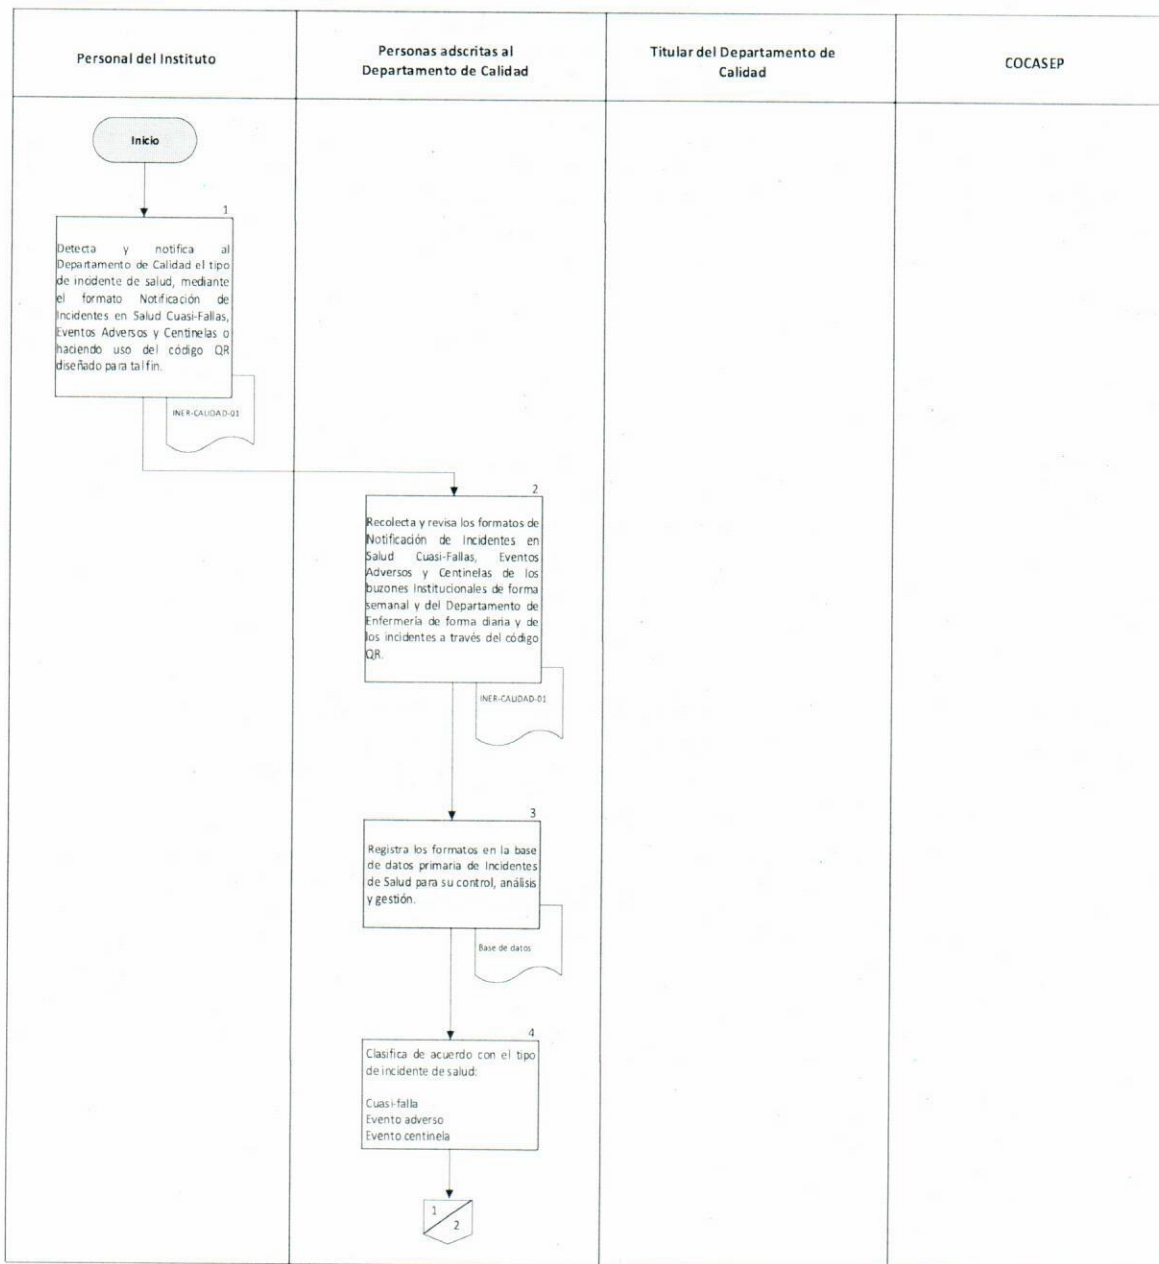 Personal del Instituto
Personas adscritas al
Departamento de Calidad
Titular del Departamento de
Calidad
COCASEP
Inicio
1
Detecta y notifica al
Departamento de Calidad el tipo
de incidente de salud, mediante
el formato Notificación de
Incidentes en Salud Cuasi-Fallas,
Eventos Adversos y Centinelas o
haciendo uso del código QR
diseñado para tal fin.
INER-CALIDAD-01
2
Recolecta y revisa los formatos de
Notificación de Incidentes en
Salud Cuasi-Fallas, Eventos
Adversos y Centinelas de los
buzones Institucionales de forma
semanal y del Departamento de
Enfermería de forma diaria y de
los incidentes a través del código
QR.
INER-CALIDAD-01
3
Registra los formatos en la base
de datos primaria de Incidentes
de Salud para su control, análisis
y gestión.
Base de datos
4
Clasifica de acuerdo con el tipo
de incidente de salud:
Cuasi-falla
Evento adverso
Evento centinela
1
2